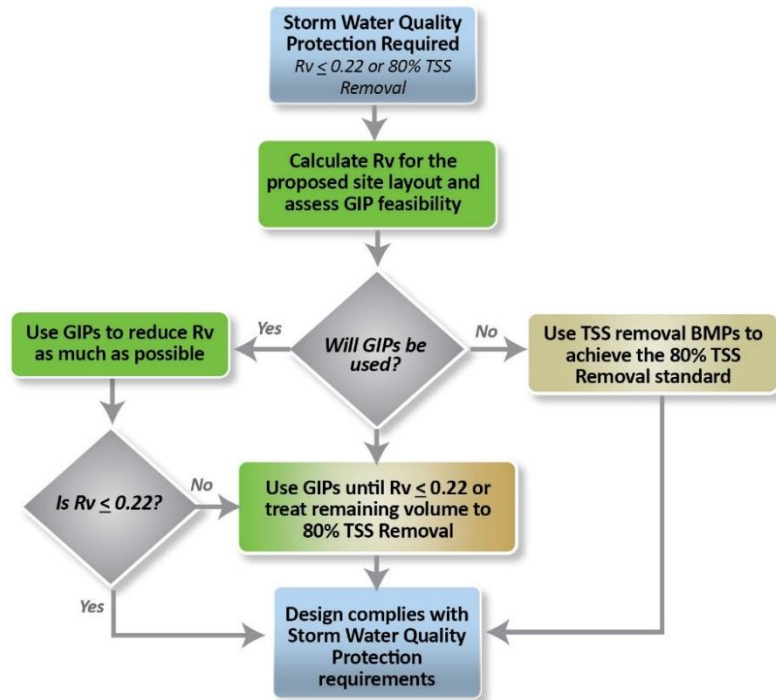 Storm Water Quality
Protection Required
Rv ≤ 0.22 or 80% TSS
Removal
Calculate Rv for the
proposed site layout and
assess GIP feasibility
Use GIPs to reduce Rv
as much as possible
Yes
Will GIPs be
used?
No
Use TSS removal BMPs to
achieve the 80% TSS
Removal standard
Is Rv ≤ 0.22?
No
Use GIPs until Rv ≤ 0.22 or
treat remaining volume to
80% TSS Removal
Yes
Design complies with
Storm Water Quality
Protection
requirements